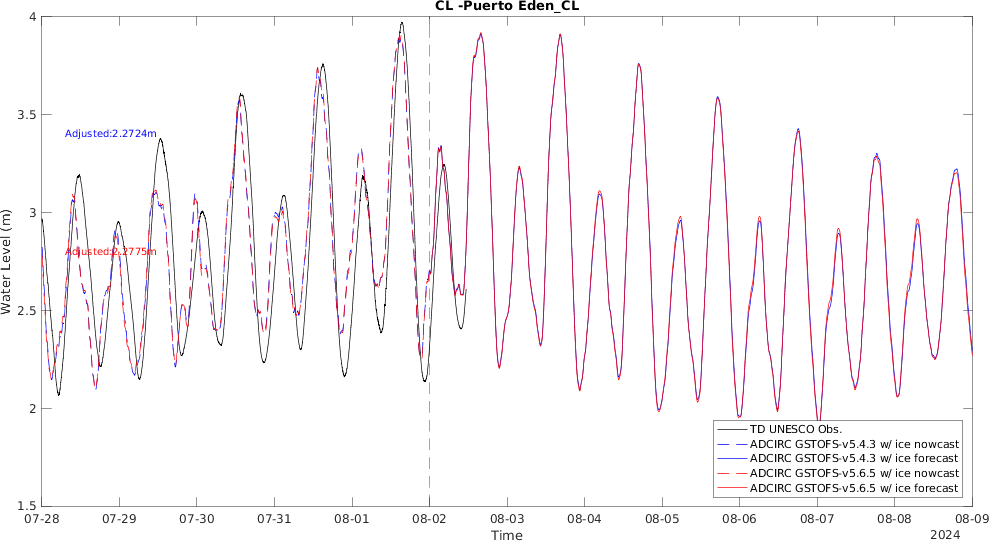 CL -Puerto Eden_CL
4
3.5
3
2.5
2
1.5
Water Level (m)
Adjusted:2.2724m
Adjusted:2.2775m
TD UNESCO Obs.
ADCIRC GSTOFS-v5.4.3 w/ ice nowcast
ADCIRC GSTOFS-v5.4.3 w/ ice forecast
ADCIRC GSTOFS-v5.6.5 w/ ice nowcast
ADCIRC GSTOFS-v5.6.5 w/ ice forecast
07-28 07-29 07-30 07-31 08-01 08-02 08-03 08-04 08-05 08-06 08-07 08-08 08-09
Time
2024